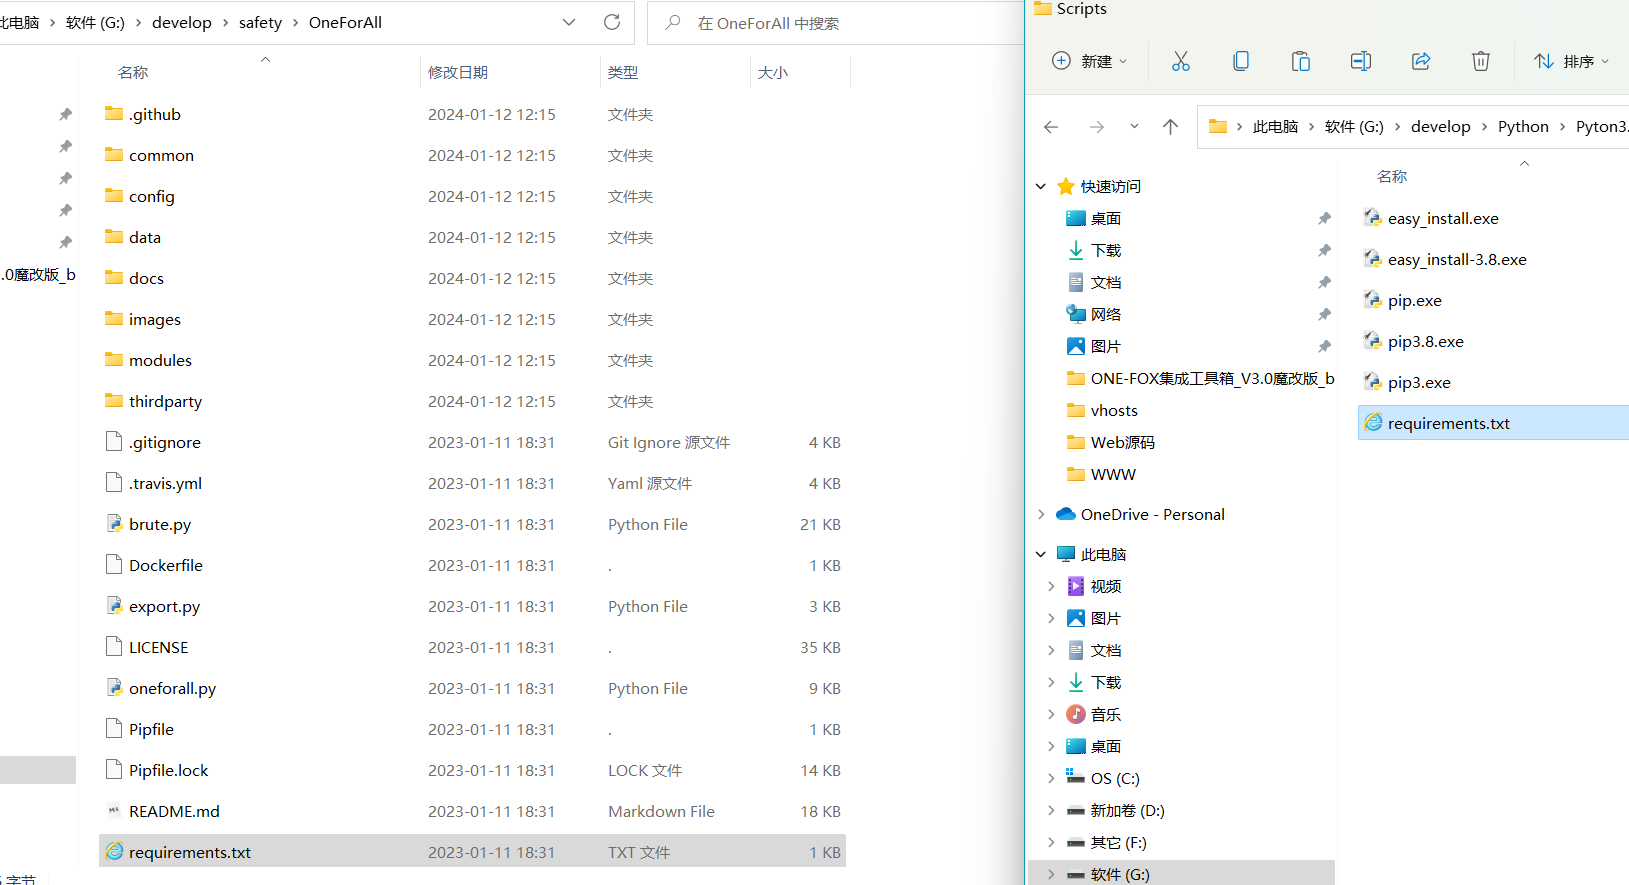 此电脑 > 软件 (G:) > develop > safety > OneForAll
在 OneForAll 中搜索
名称 修改日期 类型 大小
.github 2024-01-12 12:15 文件夹
common 2024-01-12 12:15 文件夹
config 2024-01-12 12:15 文件夹
data 2024-01-12 12:15 文件夹
.0魔改版_b
docs 2024-01-12 12:15 文件夹
images 2024-01-12 12:15 文件夹
modules 2024-01-12 12:15 文件夹
thirdparty 2024-01-12 12:15 文件夹
.gitignore 2023-01-11 18:31 Git Ignore 源文件 4 KB
.travis.yml 2023-01-11 18:31 Yaml 源文件 4 KB
brute.py 2023-01-11 18:31 Python File 21 KB
Dockerfile 2023-01-11 18:31 . 1 KB
export.py 2023-01-11 18:31 Python File 3 KB
LICENSE 2023-01-11 18:31 . 35 KB
oneforall.py 2023-01-11 18:31 Python File 9 KB
Pipfile 2023-01-11 18:31 . 1 KB
Pipfile.lock 2023-01-11 18:31 LOCK 文件 14 KB
README.md 2023-01-11 18:31 Markdown File 18 KB
requirements.txt 2023-01-11 18:31 TXT 文件 1 KB
字节
Scripts
新建 排序
此电脑 > 软件 (G:) > develop > Python > Pyton3.
快速访问
桌面
下载
文档
网络
图片
ONE-FOX集成工具箱_V3.0魔改版_b
vhosts
Web源码
WWW
OneDrive - Personal
此电脑
视频
图片
文档
下载
音乐
桌面
OS (C:)
新加卷 (D:)
其它 (F:)
软件 (G:)
名称
easy_install.exe
easy_install-3.8.exe
pip.exe
pip3.8.exe
pip3.exe
requirements.txt